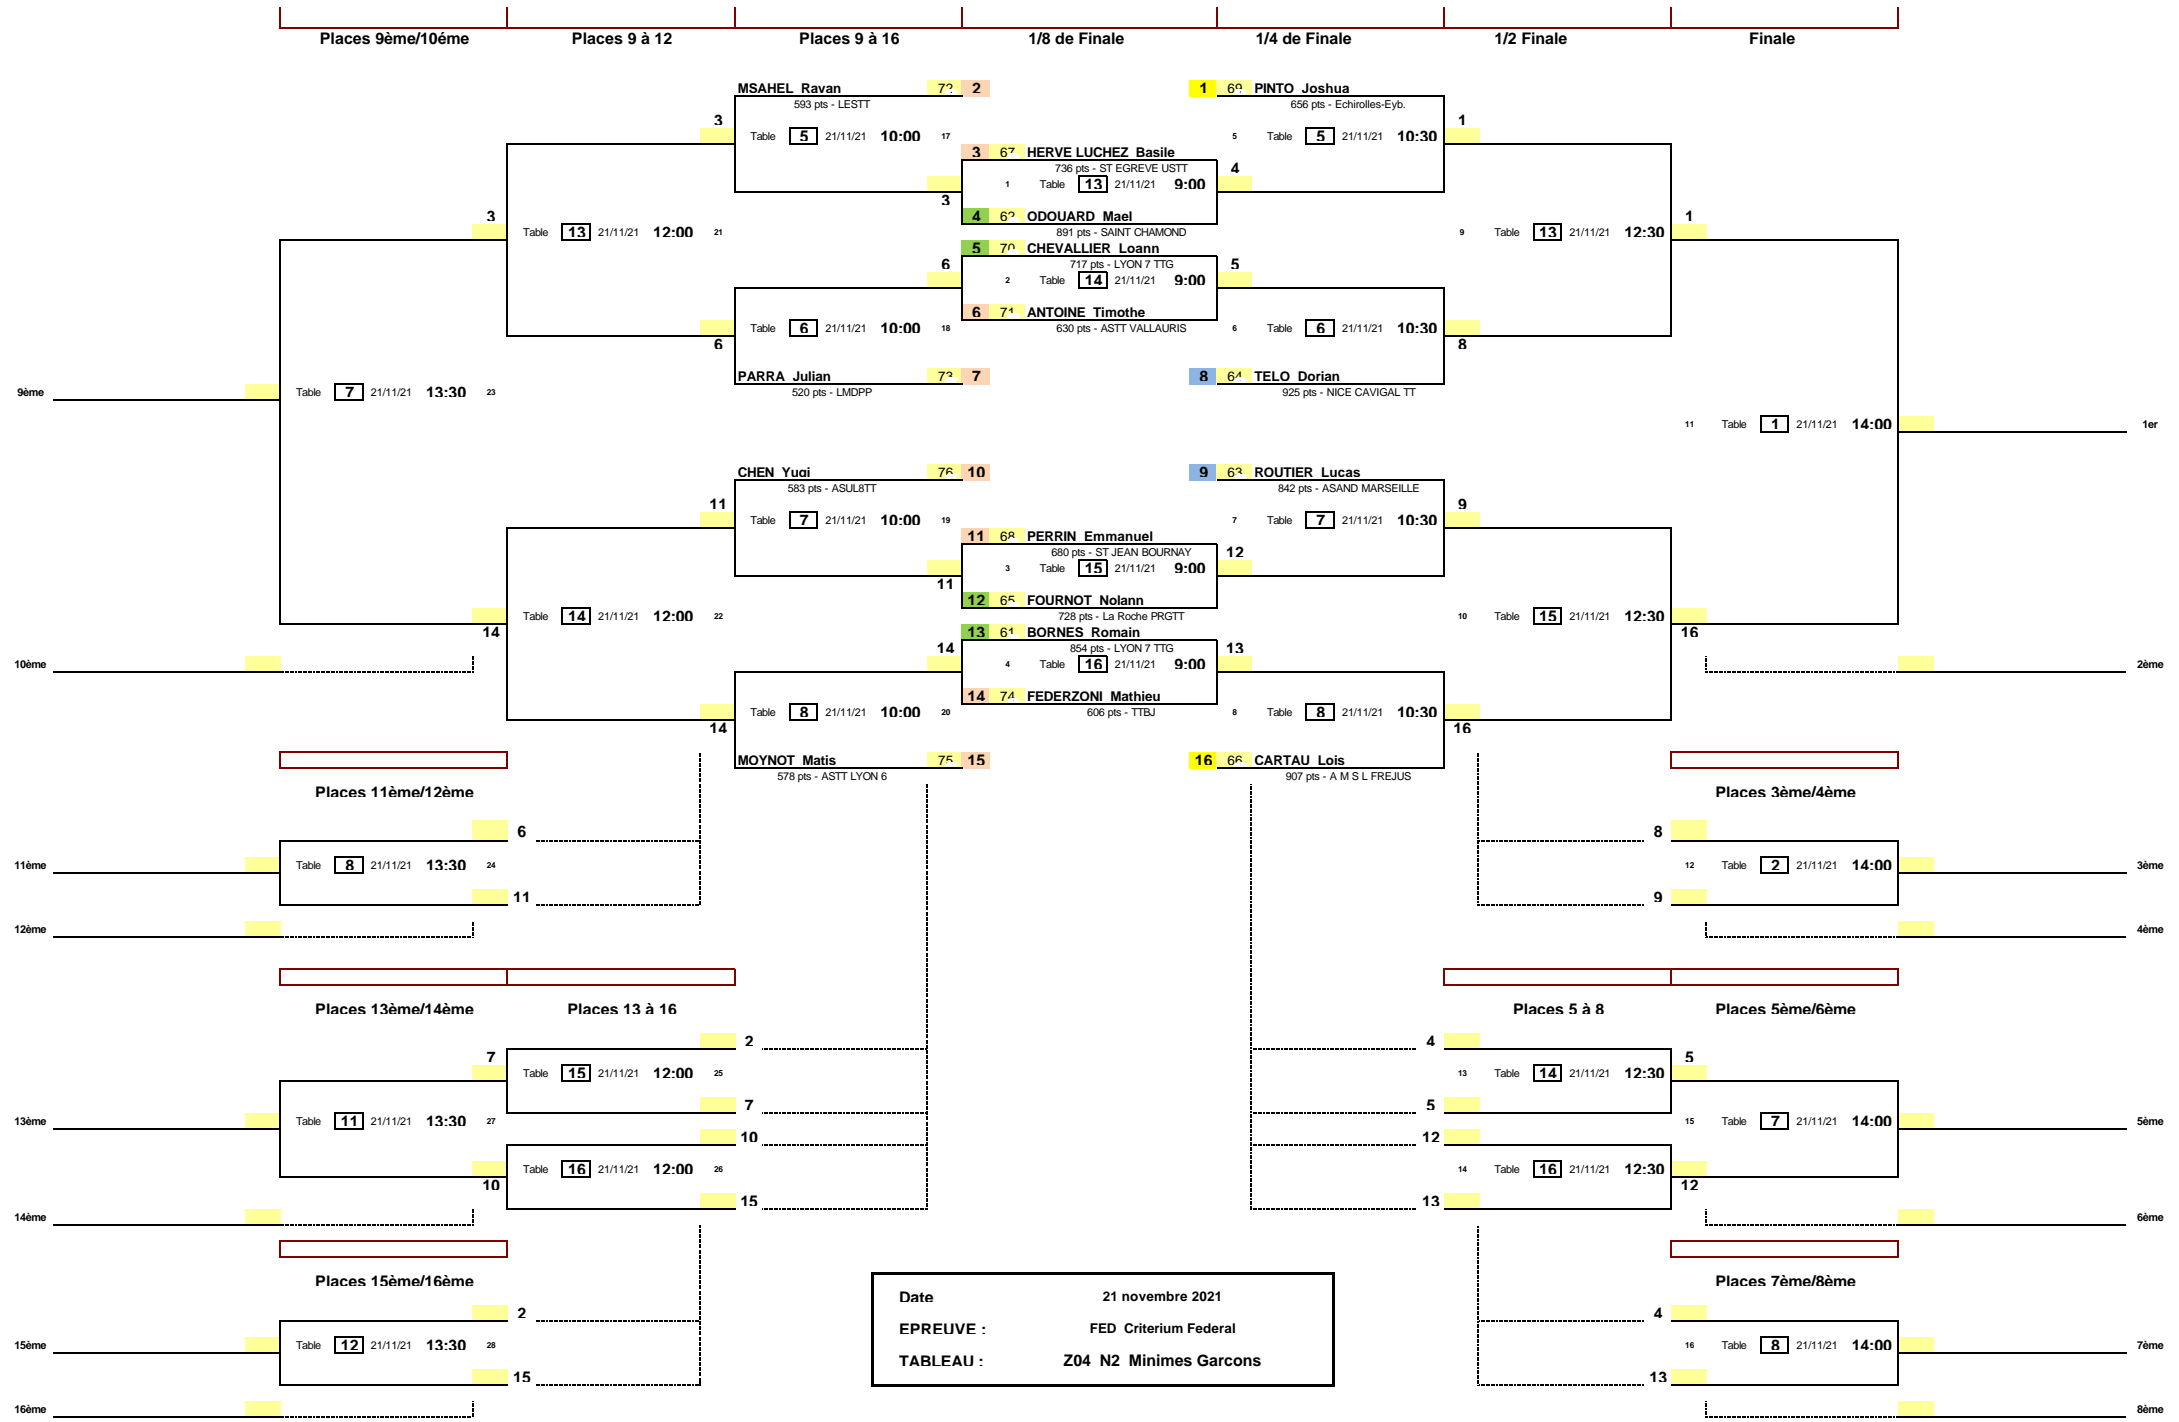 Places 9ème/10éme Places 9 à 12 Places 9 à 16 1/8 de Finale 1/4 de Finale 1/2 Finale Finale
MSAHEL Ravan 72 2 1 69 PINTO Joshua
593 pts - LESTT 656 pts - Echirolles-Eyb.
3 1
Table 5 21/11/21 10:00 17 5 Table 5 21/11/21 10:30
3 67 HERVE LUCHEZ Basile
736 pts - ST EGREVE USTT 4
1 Table 13 21/11/21 9:00
3
3 4 62 ODOUARD Mael 1
Table 13 21/11/21 12:00 21 891 pts - SAINT CHAMOND 9 Table 13 21/11/21 12:30
5 70 CHEVALLIER Loann
6 717 pts - LYON 7 TTG 5
2 Table 14 21/11/21 9:00
6 71 ANTOINE Timothe
Table 6 21/11/21 10:00 18 630 pts - ASTT VALLAURIS 6 Table 6 21/11/21 10:30
6 8
PARRA Julian 73 7 8 64 TELO Dorian
9ème Table 7 21/11/21 13:30 23 520 pts - LMDPP 925 pts - NICE CAVIGAL TT
11 Table 1 21/11/21 14:00 1er
CHEN Yuqi 76 10 9 63 ROUTIER Lucas
583 pts - ASUL8TT 842 pts - ASAND MARSEILLE
11 9
Table 7 21/11/21 10:00 19 7 Table 7 21/11/21 10:30
11 68 PERRIN Emmanuel
680 pts - ST JEAN BOURNAY 12
3 Table 15 21/11/21 9:00
11
12 65 FOURNOT Nolann
Table 14 21/11/21 12:00 22 728 pts - La Roche PRGTT 10 Table 15 21/11/21 12:30
14 13 61 BORNES Romain 16
14 854 pts - LYON 7 TTG 13
10ème 4 Table 16 21/11/21 9:00 2ème
14 74 FEDERZONI Mathieu
Table 8 21/11/21 10:00 20 606 pts - TTBJ 8 Table 8 21/11/21 10:30
14 16
MOYNOT Matis 75 15 16 66 CARTAU Lois
578 pts - ASTT LYON 6 907 pts - A M S L FREJUS
Places 11ème/12ème Places 3ème/4ème
6 8
11ème Table 8 21/11/21 13:30 24 12 Table 2 21/11/21 14:00 3ème
11 9
12ème 4ème
Places 13ème/14ème Places 13 à 16 Places 5 à 8 Places 5ème/6ème
2 4
7 5
Table 15 21/11/21 12:00 25 13 Table 14 21/11/21 12:30
7 5
13ème Table 11 21/11/21 13:30 27 15 Table 7 21/11/21 14:00 5ème
10 12
Table 16 21/11/21 12:00 26 14 Table 16 21/11/21 12:30
10 12
15 13
14ème 6ème
Places 15ème/16ème Places 7ème/8ème
Date 21 novembre 2021
2 4
EPREUVE : FED Criterium Federal
15ème Table 12 21/11/21 13:30 28 16 Table 8 21/11/21 14:00 7ème
TABLEAU : Z04 N2 Minimes Garcons
15 13
16ème 8ème